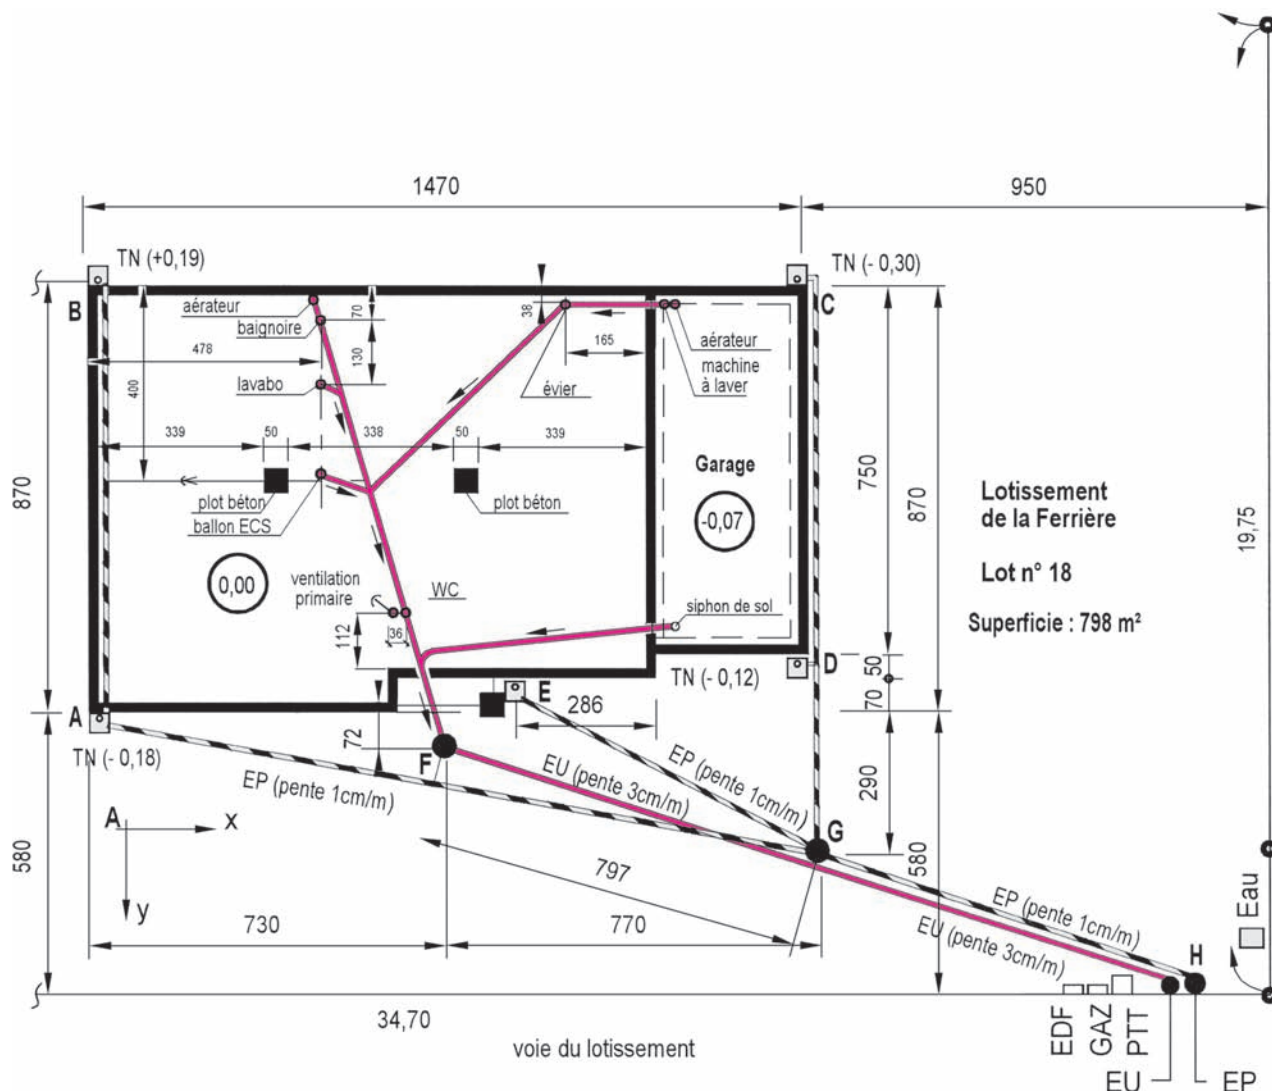 1470
950
TN (+0,19)
TN (- 0,30)
B
C
aérateur
baignoire
70
38
478
130
165
aérateur
machine
à laver
lavabo
400
évier
339
50
338
50
339
Garage
-0,07
870
750
870
19,75
plot béton
ballon ECS
plot béton
Lotissement
de la Ferrière
Lot n° 18
Superficie : 798 m²
0,00
ventilation
primaire
WC
36
112
siphon de sol
D
50
70
TN (- 0,12)
E
286
A
TN (- 0,18)
72
F
EP (pente 1cm/m)
EU (pente 3cm/m)
EP (pente 1cm/m)
290
G
A
x
y
580
797
580
730
770
EP (pente 1cm/m)
EU (pente 3cm/m)
Eau
H
EDF
GAZ
PTT
34,70
voie du lotissement
EU
EP